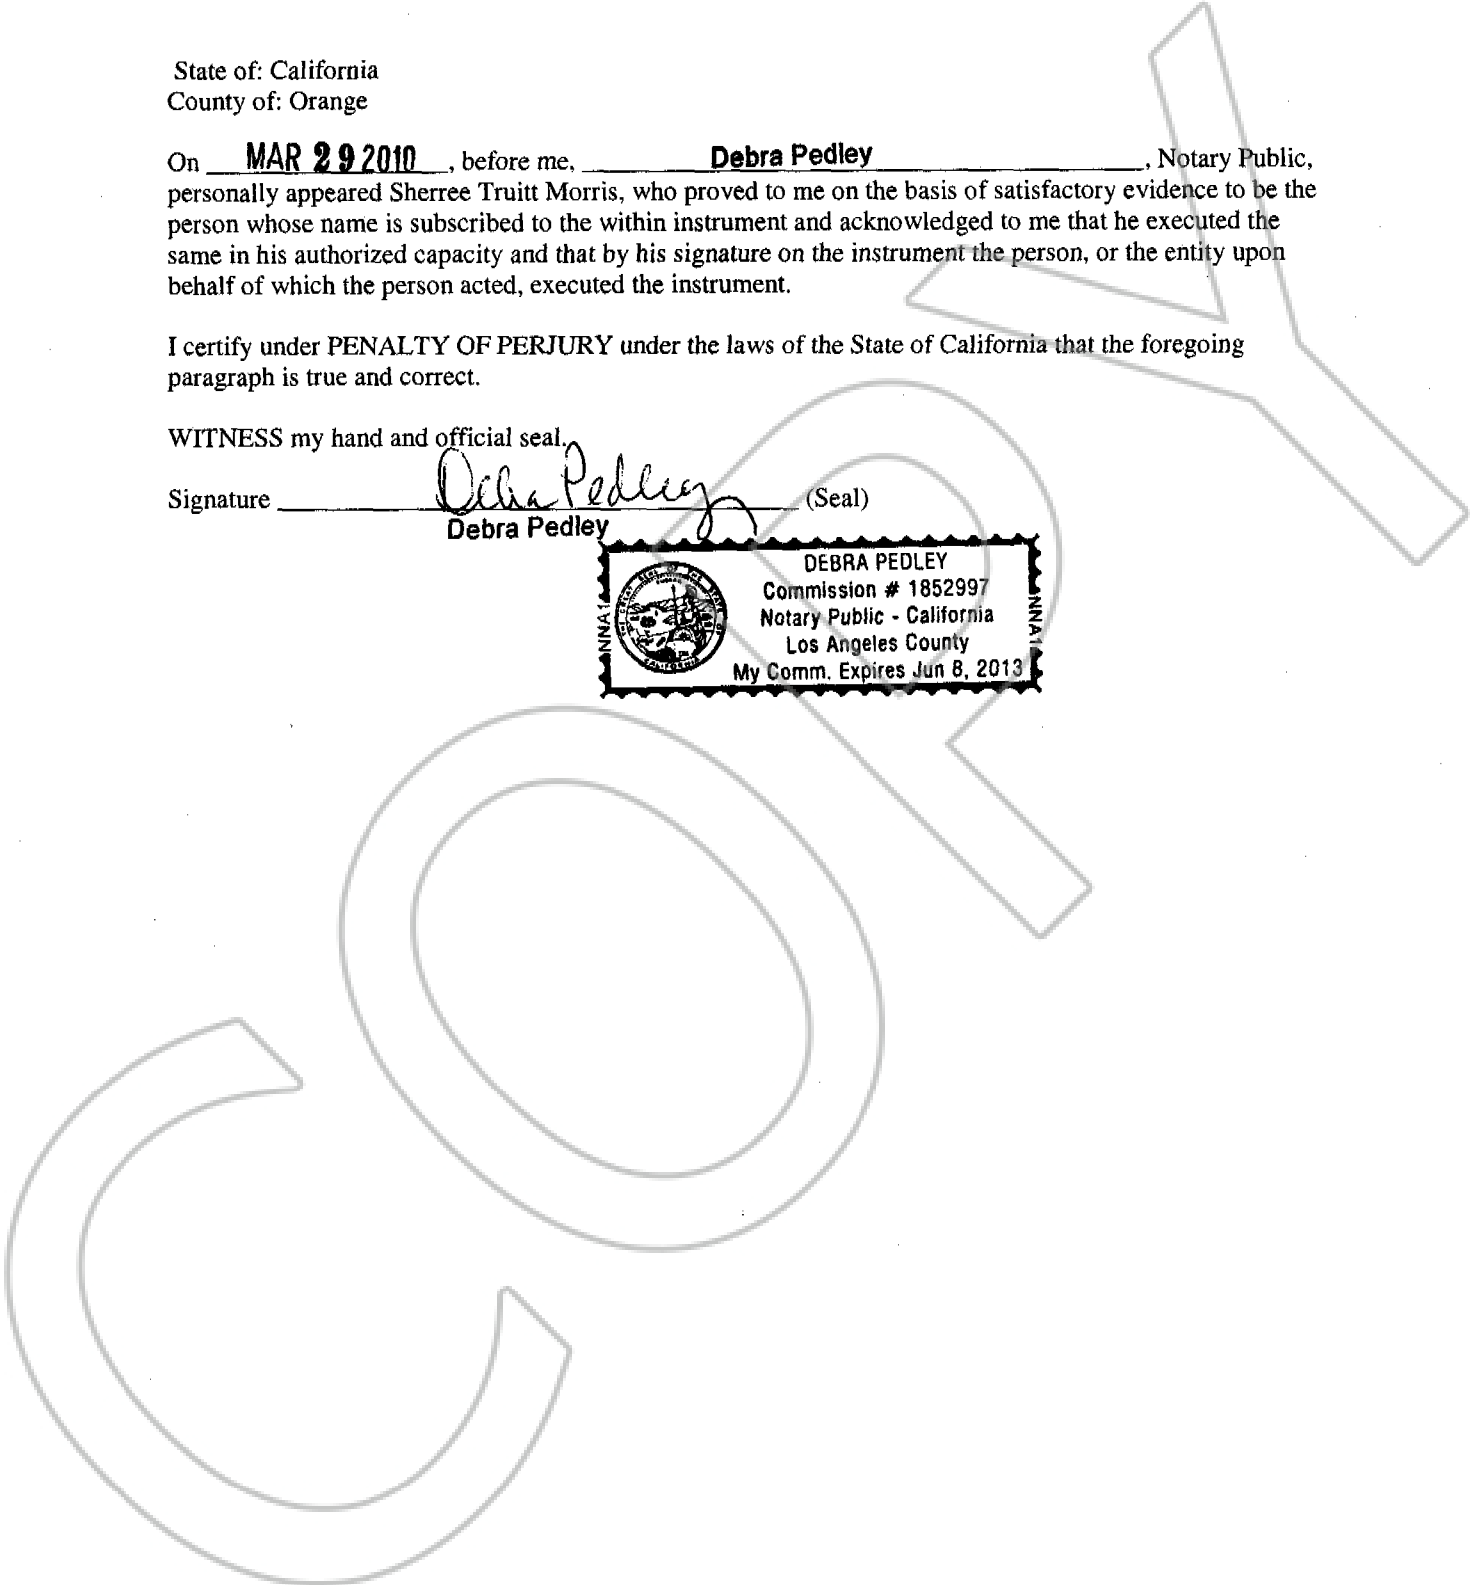 State of: California
County of: Orange
On MAR 29 2010, before me, Debra Pedley, Notary Public,
personally appeared Sherree Truitt Morris, who proved to me on the basis of satisfactory evidence to be the
person whose name is subscribed to the within instrument and acknowledged to me that he executed the
same in his authorized capacity and that by his signature on the instrument the person, or the entity upon
behalf of which the person acted, executed the instrument.
I certify under PENALTY OF PERJURY under the laws of the State of California that the foregoing
paragraph is true and correct.
WITNESS my hand and official seal.
Signature Debra Pedley (Seal)
Debra Pedley
DEBRA PEDLEY
Commission # 1852997
Notary Public - California
Los Angeles County
My Comm. Expires Jun 8, 2013
NNA1
NNA1
COPY